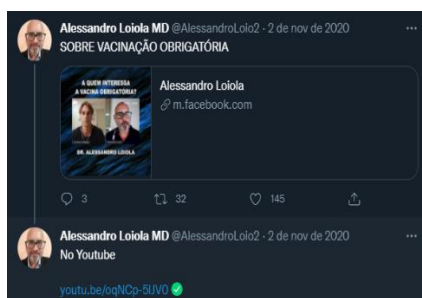 Alessandro Loiola MD @AlessandroLolo2 · 2 de nov de 2020
SOBRE VACINAÇÃO OBRIGATÓRIA
A QUEM INTERESSA
A VACINA OBRIGATÓRIA?
DR. ALESSANDRO LOIOLA
Alessandro Loiola
m.facebook.com
3 32 145
Alessandro Loiola MD @AlessandroLolo2 · 2 de nov de 2020
No Youtube
youtu.be/oqNCp-5IJV0